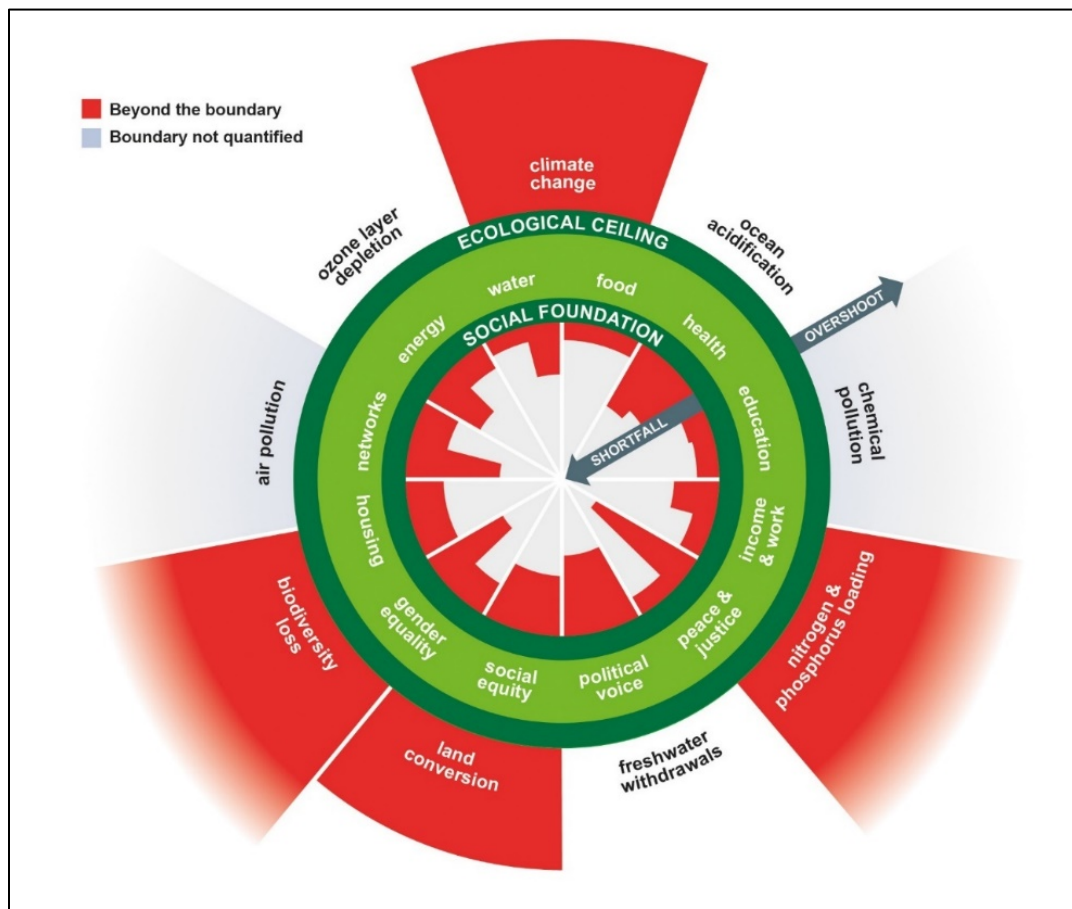 Beyond the boundary
Boundary not quantified
climate
change
ozone layer
depletion
ocean
acidification
ECOLOGICAL CEILING
water
food
energy
health
SOCIAL FOUNDATION
OVERSHOOT
SHORTFALL
networks
education
air pollution
chemical
pollution
housing
income
& work
gender
equality
peace &
justice
social
equity
political
voice
biodiversity
loss
nitrogen &
phosphorus loading
land
conversion
freshwater
withdrawals